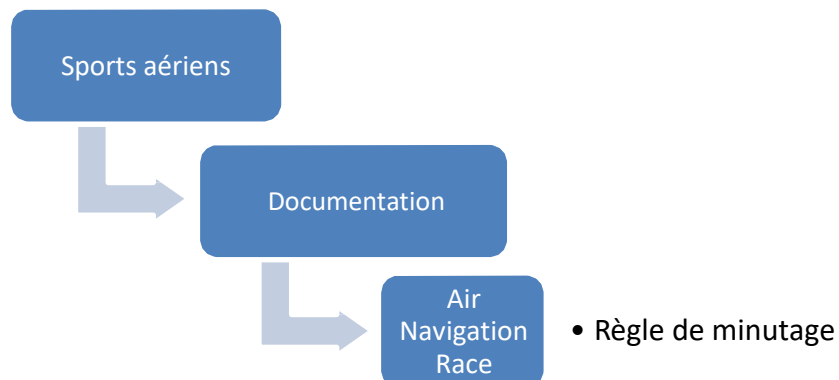 Sports aériens
Documentation
Air
Navigation
Race
• Règle de minutage